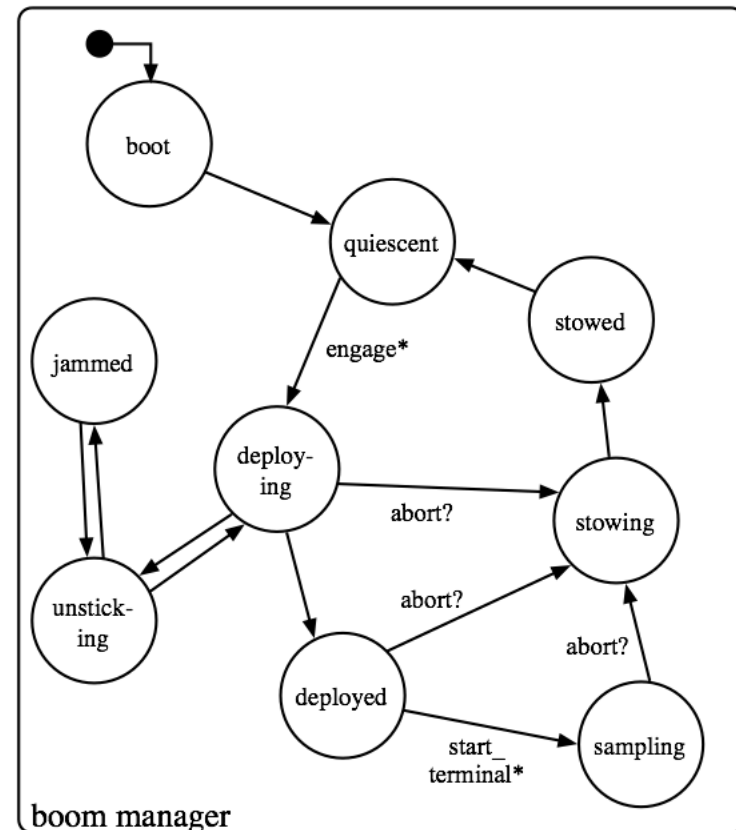 boot
quiescent
stowed
jammed
engage*
deploy-
ing
abort?
stowing
abort?
unstick-
ing
abort?
deployed
start_
terminal*
sampling
boom manager